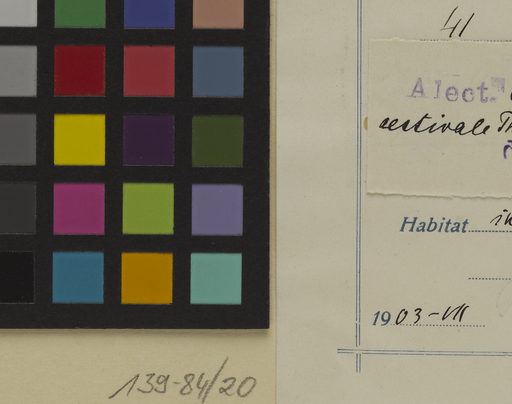 41
Alect.
aestivale
Habitat
1903-VII
139-84/20